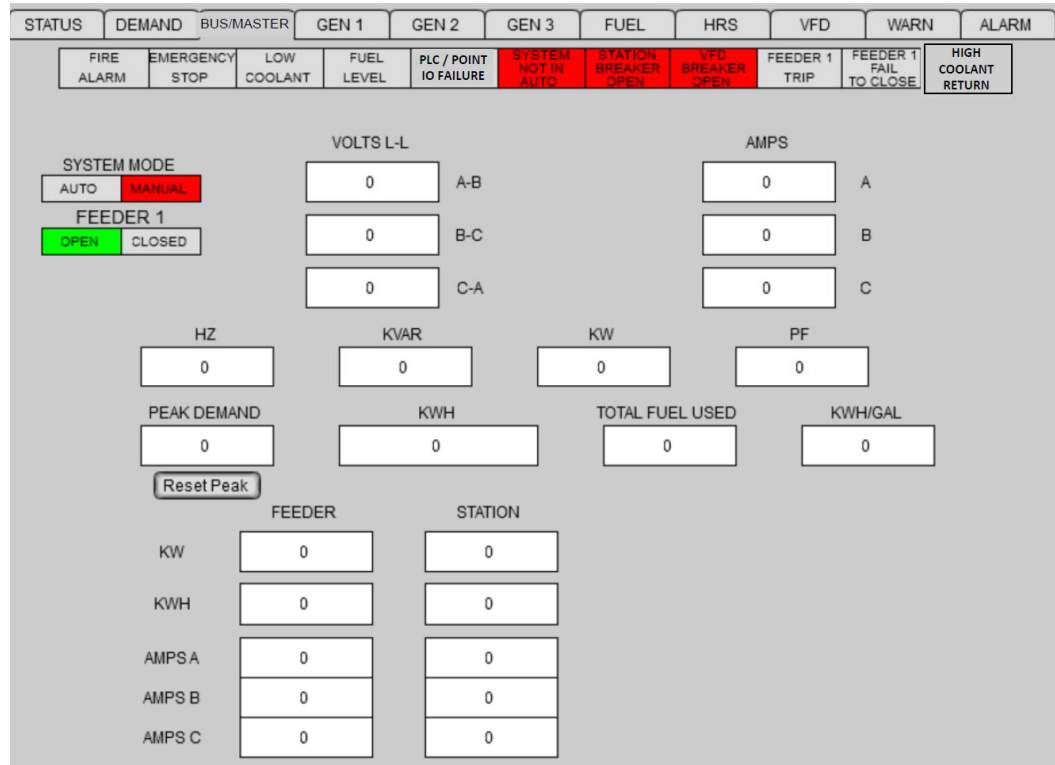 STATUS DEMAND BUS/MASTER GEN 1 GEN 2 GEN 3 FUEL HRS VFD WARN ALARM
FIRE ALARM EMERGENCY STOP LOW COOLANT FUEL LEVEL PLC / POINT IO FAILURE SYSTEM NOT IN AUTO STATION BREAKER OPEN VFD BREAKER OPEN FEEDER 1 TRIP FEEDER 1 FAIL TO CLOSE HIGH COOLANT RETURN
VOLTS L-L AMPS
SYSTEM MODE
AUTO MANUAL 0 A-B 0 A
FEEDER 1
OPEN CLOSED 0 B-C 0 B
0 C-A 0 C
HZ KVAR KW PF
0 0 0 0
PEAK DEMAND KWH TOTAL FUEL USED KWH/GAL
0 0 0 0
Reset Peak
FEEDER STATION
KW 0 0
KWH 0 0
AMPS A 0 0
AMPS B 0 0
AMPS C 0 0